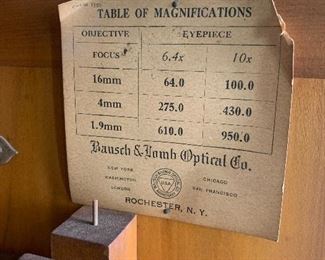 TABLE OF MAGNIFICATIONS
OBJECTIVE EYEPIECE
FOCUS 6.4x 10x
16mm 64.0 100.0
4mm 275.0 430.0
1.9mm 610.0 950.0
Bausch & Lomb Optical Co.
NEW YORK CHICAGO
WASHINGTON SAN FRANCISCO
LONDON
ROCHESTER, N. Y.